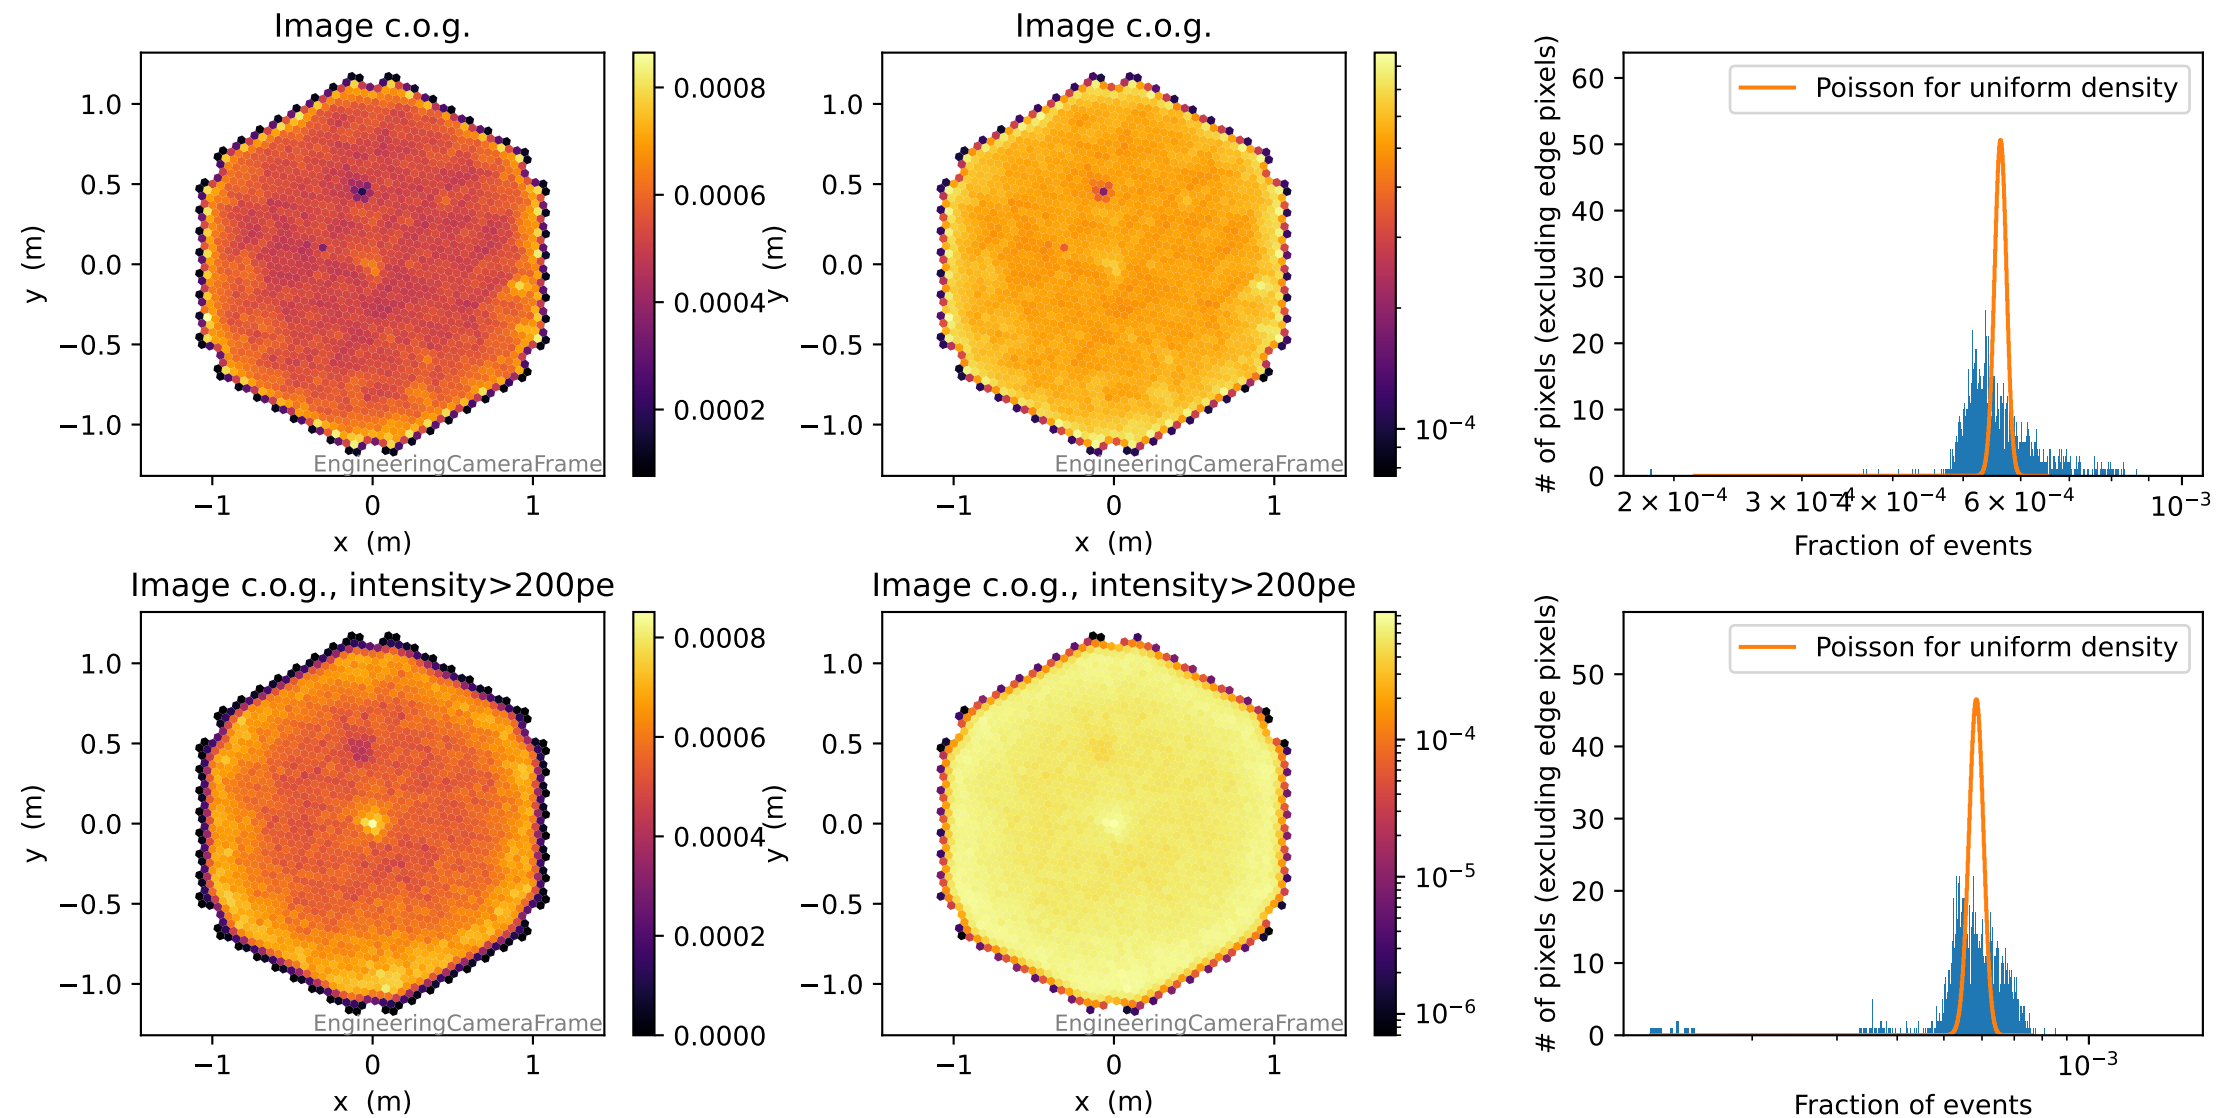 Image c.o.g.
1.0
0.5
0.0
−0.5
−1.0
y (m)
−1 0 1
x (m)
EngineeringCameraFrame
0.0008
0.0006
0.0004
0.0002
Image c.o.g.
1.0
0.5
0.0
−0.5
−1.0
y (m)
−1 0 1
x (m)
EngineeringCameraFrame
10⁻⁴
# of pixels (excluding edge pixels)
60
50
40
30
20
10
0
Poisson for uniform density
2 × 10⁻⁴ 3 × 10⁻⁴ 4 × 10⁻⁴ 6 × 10⁻⁴ 10⁻³
Fraction of events
Image c.o.g., intensity>200pe
1.0
0.5
0.0
−0.5
−1.0
y (m)
−1 0 1
x (m)
EngineeringCameraFrame
0.0008
0.0006
0.0004
0.0002
0.0000
Image c.o.g., intensity>200pe
1.0
0.5
0.0
−0.5
−1.0
y (m)
−1 0 1
x (m)
EngineeringCameraFrame
10⁻⁴
10⁻⁵
10⁻⁶
# of pixels (excluding edge pixels)
50
40
30
20
10
0
Poisson for uniform density
10⁻³
Fraction of events